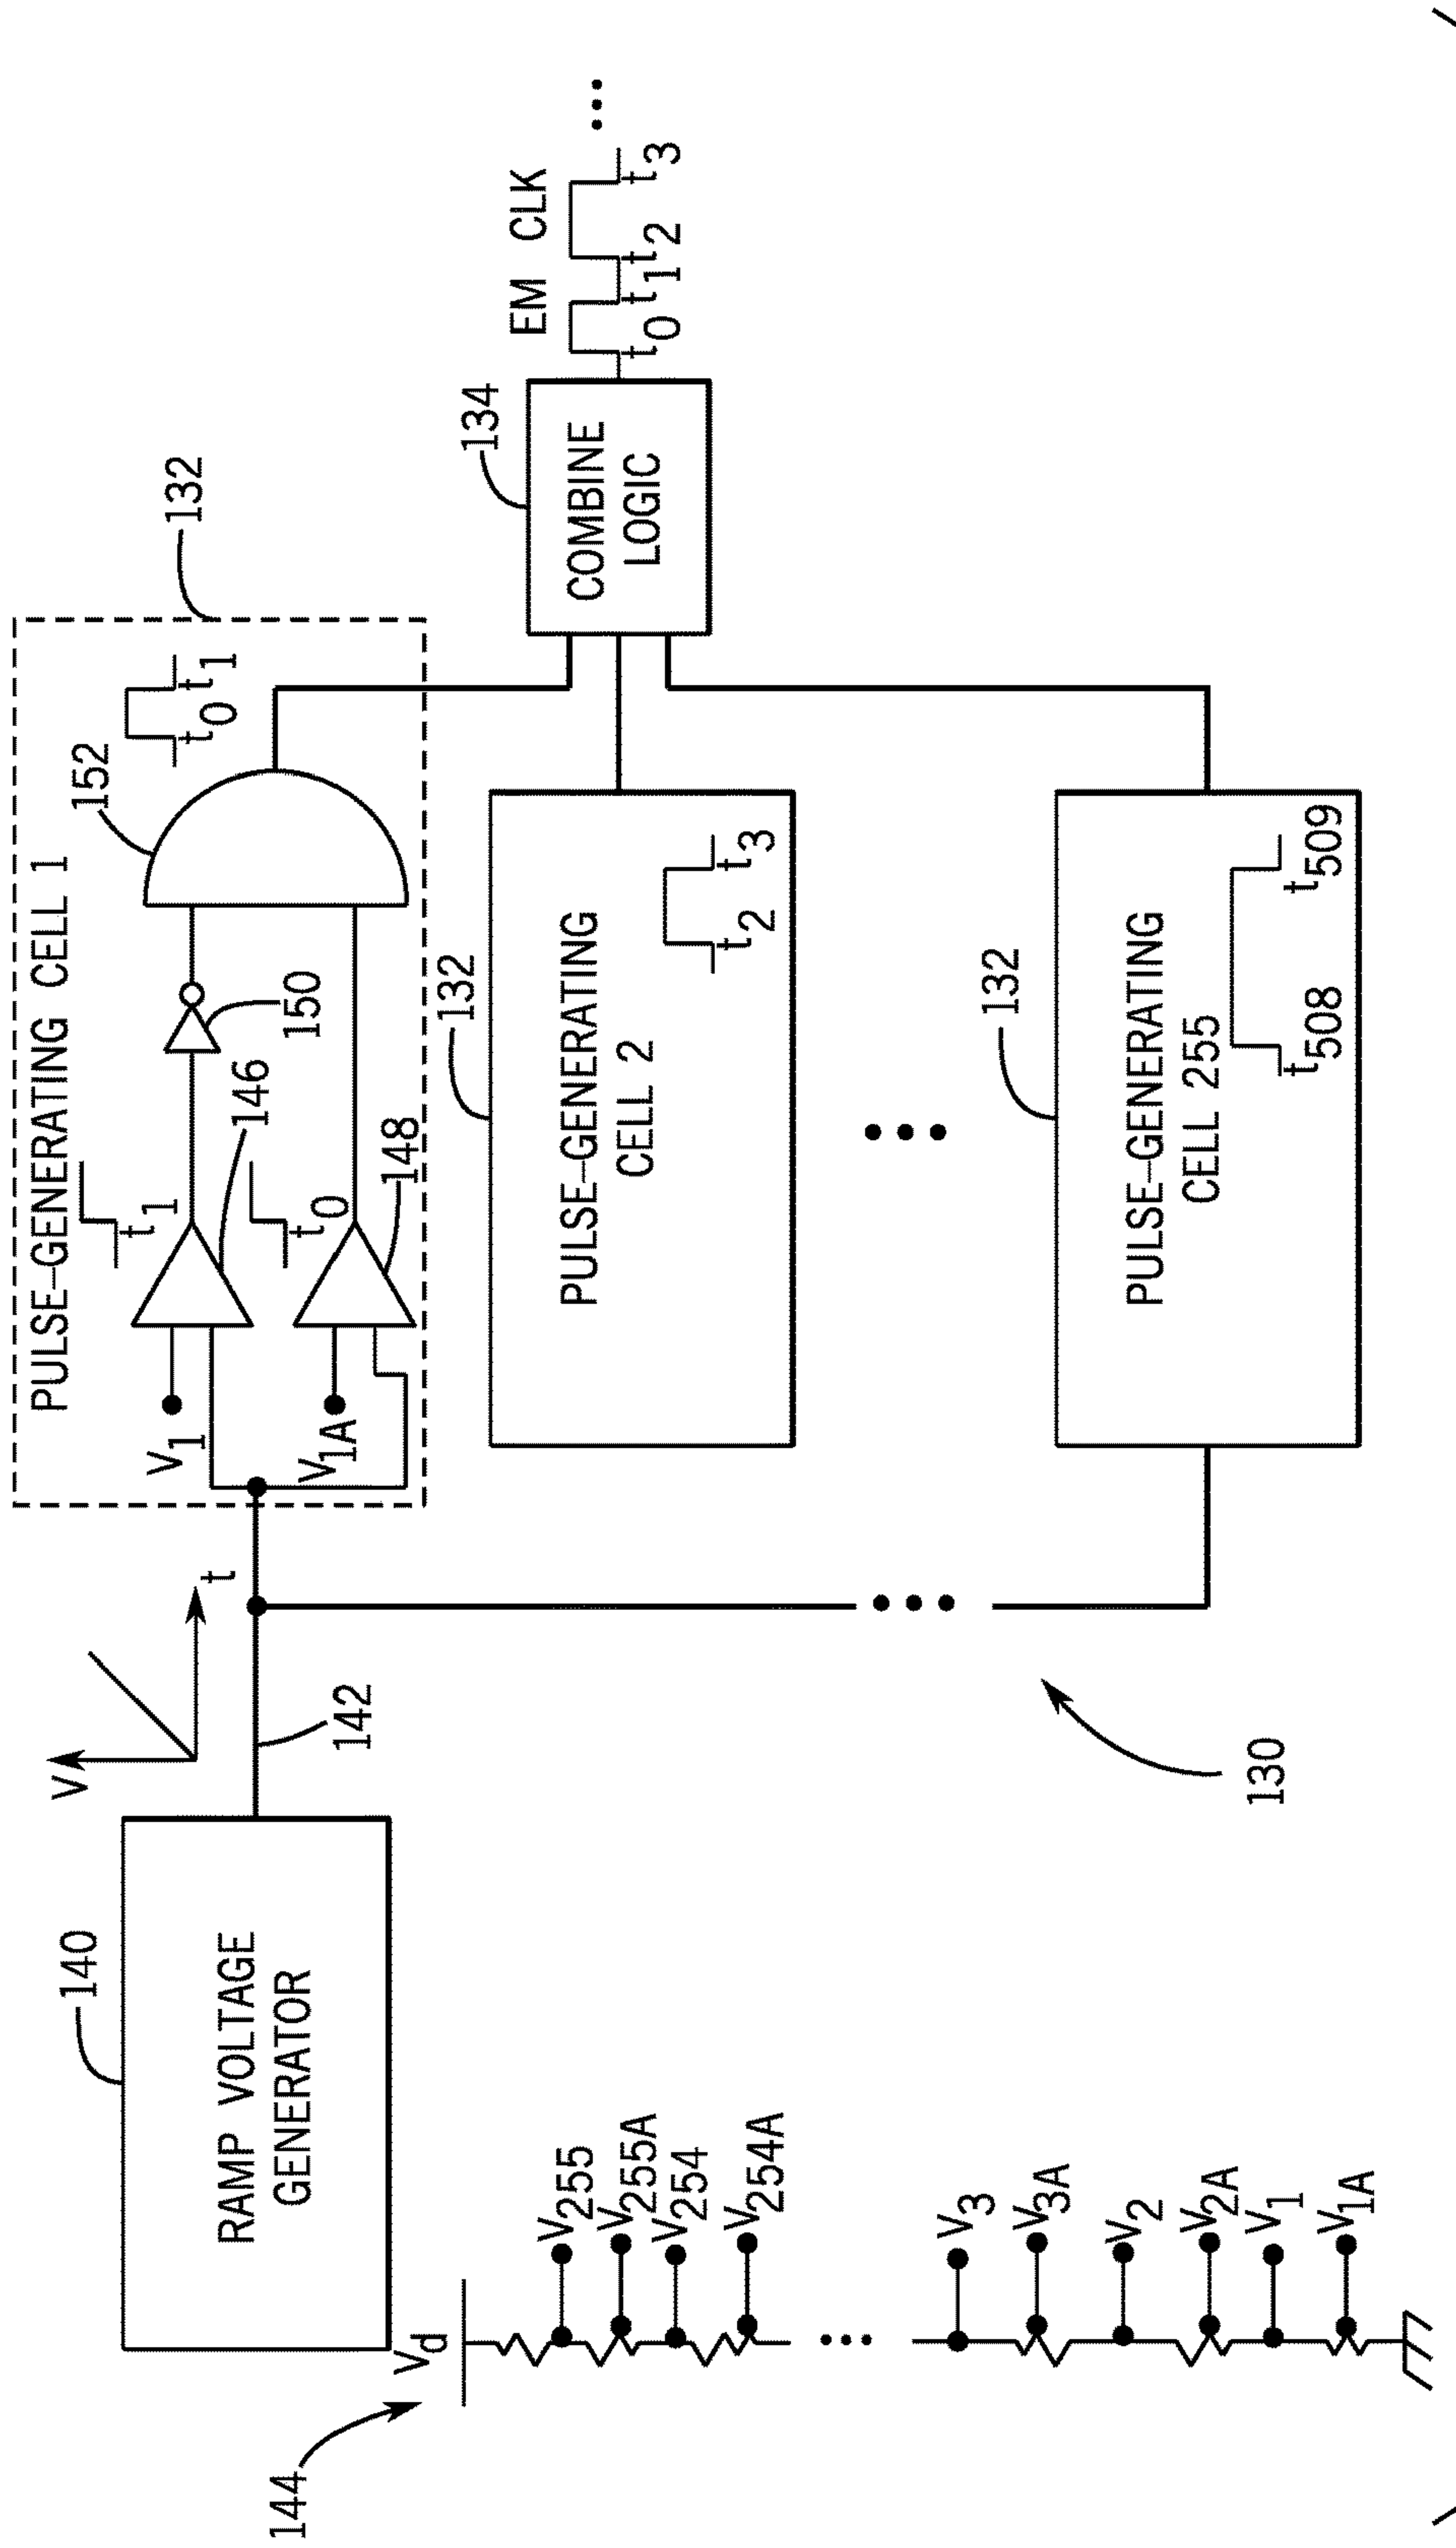 PULSE-GENERATING CELL 1
132
152
t0 t1
t1
V1
146
150
t0
V1A
148
140
RAMP VOLTAGE
GENERATOR
V
t
142
134
COMBINE
LOGIC
EM CLK
t0 t1 t2 t3
132
PULSE-GENERATING
CELL 2
t2 t3
132
PULSE-GENERATING
CELL 255
t508 t509
144
Vd
V255
V255A
V254
V254A
V3
V3A
V2
V2A
V1
V1A
130